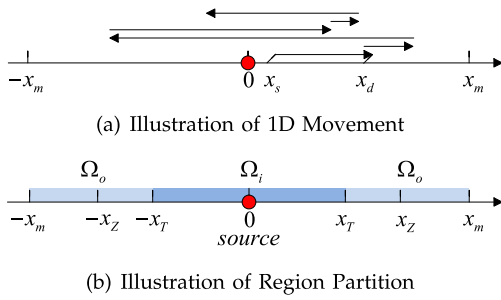 −x_m 0 x_s x_d x_m
(a) Illustration of 1D Movement
Ω_o Ω_i Ω_o
−x_m −x_Z −x_T 0 x_T x_Z x_m
source
(b) Illustration of Region Partition